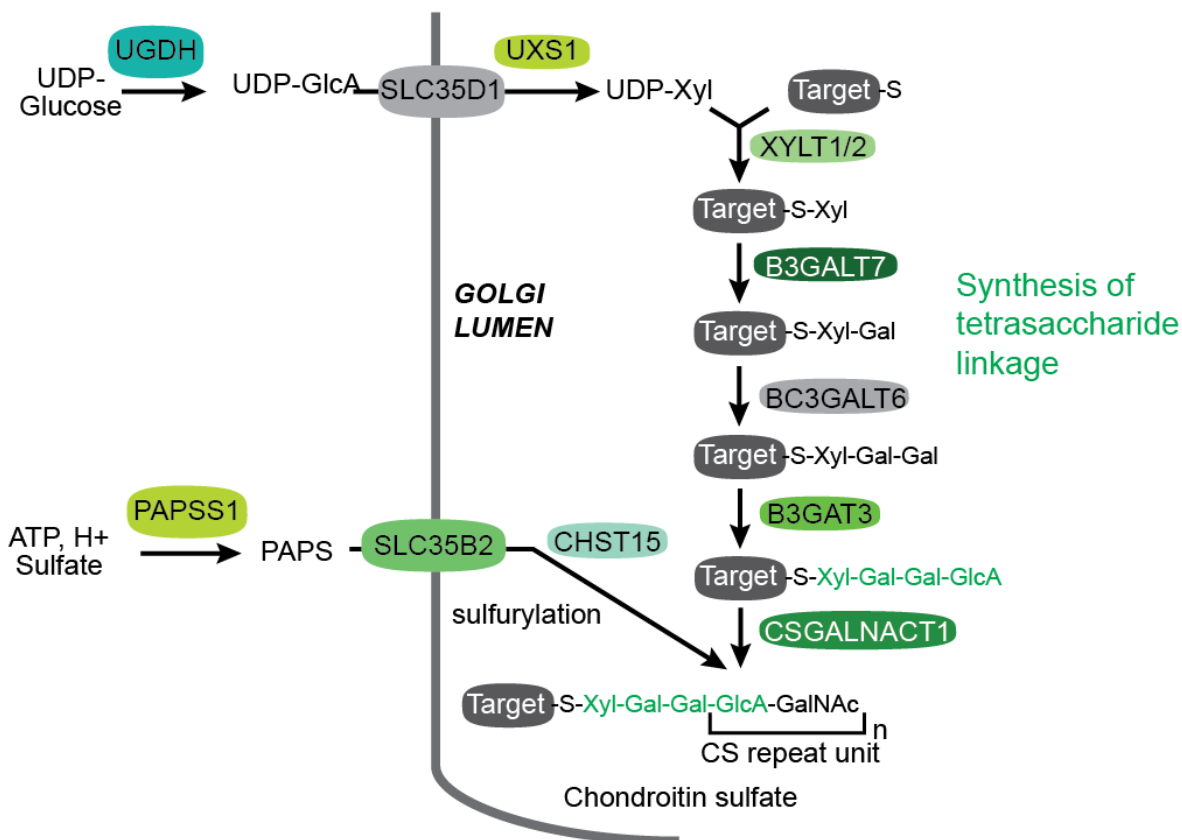 UGDH
UXS1
UDP-
Glucose
UDP-GlcA
SLC35D1
UDP-Xyl
Target-S
XYLT1/2
Target-S-Xyl
B3GALT7
GOLGI
LUMEN
Synthesis of
tetrasaccharide
linkage
Target-S-Xyl-Gal
BC3GALT6
Target-S-Xyl-Gal-Gal
PAPSS1
B3GAT3
ATP, H+
Sulfate
PAPS
SLC35B2
CHST15
Target-S-Xyl-Gal-Gal-GlcA
sulfurylation
CSGALNACT1
Target-S-Xyl-Gal-Gal-GlcA-GalNAc
n
CS repeat unit
Chondroitin sulfate